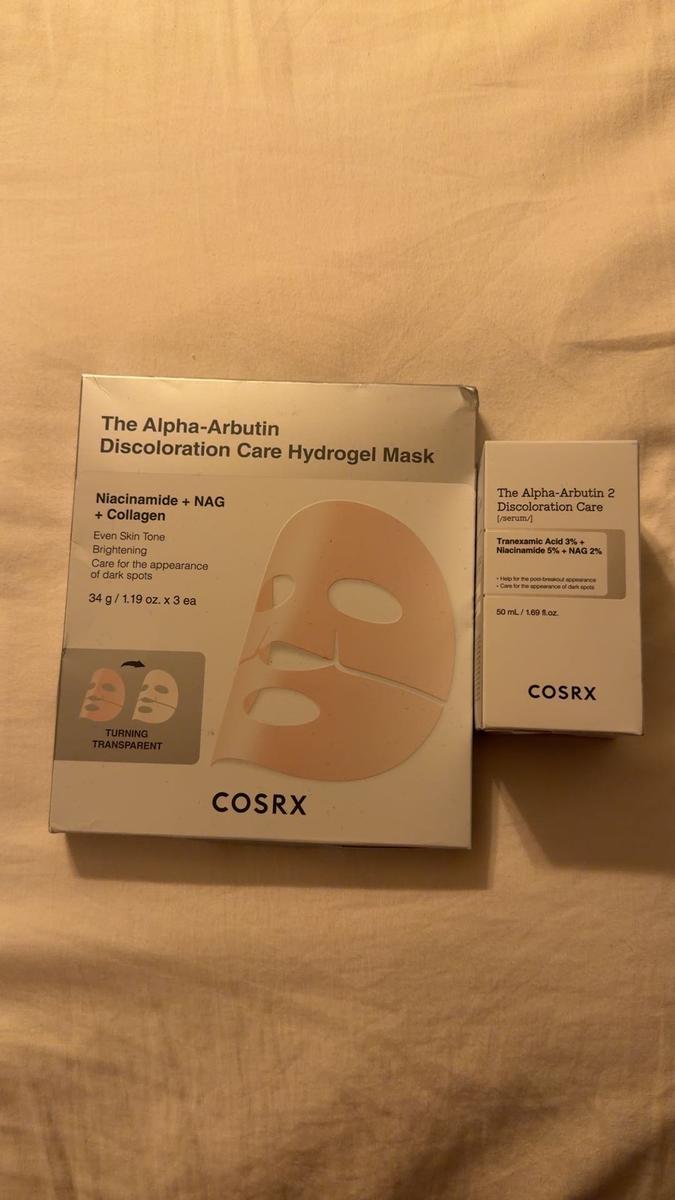 The Alpha-Arbutin
Discoloration Care Hydrogel Mask
Niacinamide + NAG
+ Collagen
Even Skin Tone
Brightening
Care for the appearance
of dark spots
34 g / 1.19 oz. x 3 ea
TURNING
TRANSPARENT
COSRX
The Alpha-Arbutin 2
Discoloration Care
[/serum/]
Tranexamic Acid 3% +
Niacinamide 5% + NAG 2%
• Help for the post-breakout appearance
• Care for the appearance of dark spots
50 mL / 1.69 fl.oz.
COSRX